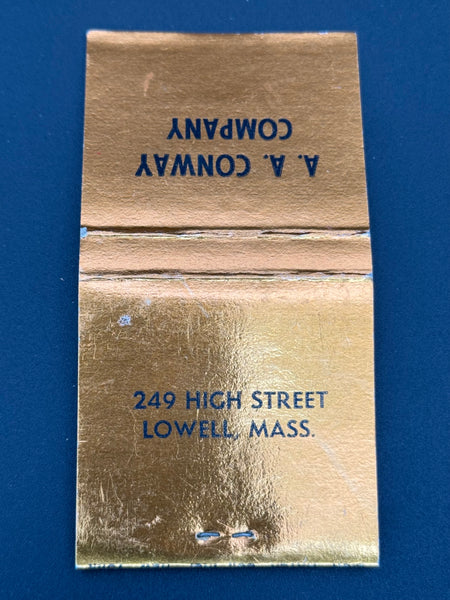 A. A. CONWAY
COMPANY
249 HIGH STREET
LOWELL, MASS.